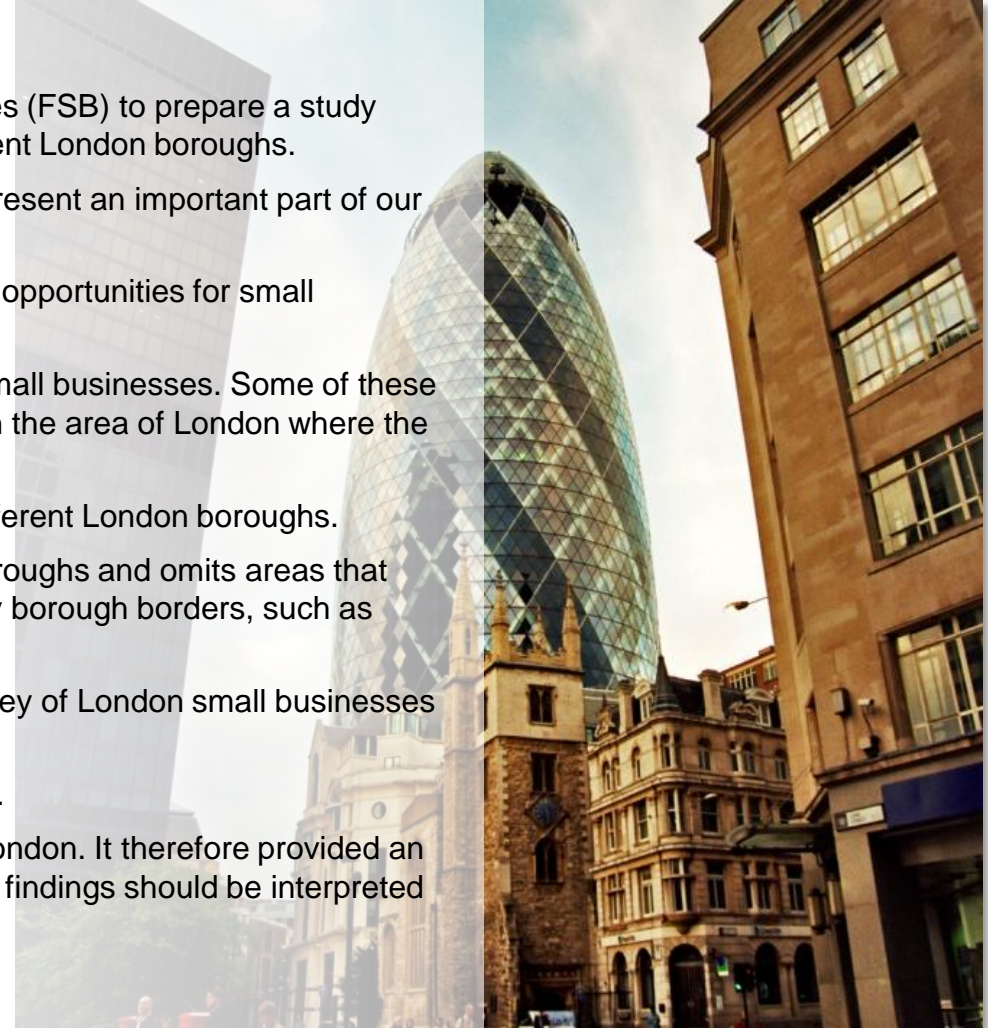 es (FSB) to prepare a study
ent London boroughs.
resent an important part of our
opportunities for small
mall businesses. Some of these
n the area of London where the
ferent London boroughs.
roughs and omits areas that
y borough borders, such as
ey of London small businesses
.
ondon. It therefore provided an
findings should be interpreted